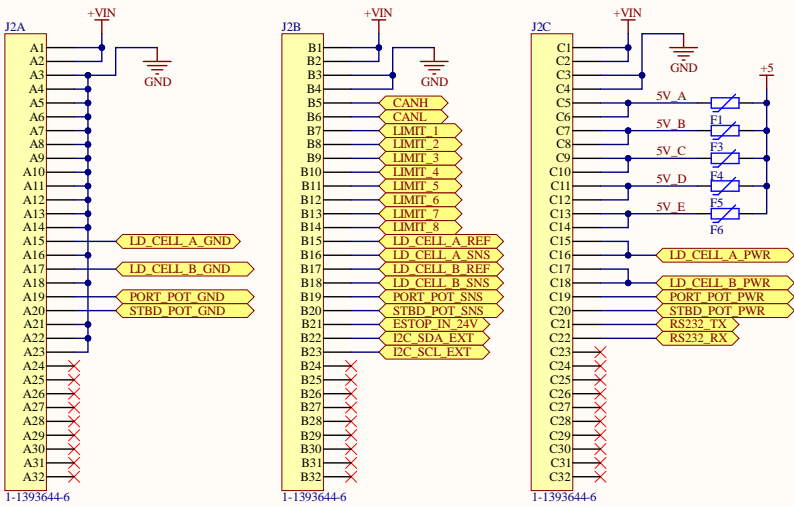 +VIN
J2A
A1
A2
A3
GND
A4
A5
A6
A7
A8
A9
A10
A11
A12
A13
A14
A15 LD_CELL_A_GND
A16
A17 LD_CELL_B_GND
A18
A19 PORT_POT_GND
A20 STBD_POT_GND
A21
A22
A23
A24
A25
A26
A27
A28
A29
A30
A31
A32
1-1393644-6
+VIN
J2B
B1
B2
B3
GND
B4
B5 CANH
B6 CANL
B7 LIMIT_1
B8 LIMIT_2
B9 LIMIT_3
B10 LIMIT_4
B11 LIMIT_5
B12 LIMIT_6
B13 LIMIT_7
B14 LIMIT_8
B15 LD_CELL_A_REF
B16 LD_CELL_A_SNS
B17 LD_CELL_B_REF
B18 LD_CELL_B_SNS
B19 PORT_POT_SNS
B20 STBD_POT_SNS
B21 ESTOP_IN_24V
B22 I2C_SDA_EXT
B23 I2C_SCL_EXT
B24
B25
B26
B27
B28
B29
B30
B31
B32
1-1393644-6
+VIN
J2C
C1
C2
C3
GND
+5
C4
C5 5V_A
C6 F1
C7 5V_B
C8 F3
C9 5V_C
C10 F4
C11 5V_D
C12 F5
C13 5V_E
C14 F6
C15
C16 LD_CELL_A_PWR
C17
C18 LD_CELL_B_PWR
C19 PORT_POT_PWR
C20 STBD_POT_PWR
C21 RS232_TX
C22 RS232_RX
C23
C24
C25
C26
C27
C28
C29
C30
C31
C32
1-1393644-6